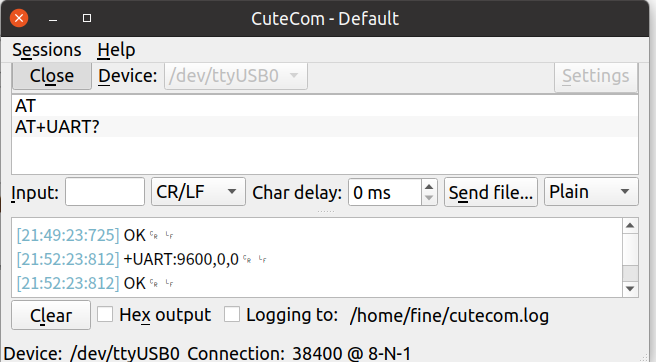 CuteCom - Default
Sessions Help
Close Device: /dev/ttyUSB0 Settings
AT
AT+UART?
Input: CR/LF Char delay: 0 ms Send file... Plain
[21:49:23:725] OK␍ ␊
[21:52:23:812] +UART:9600,0,0␍ ␊
[21:52:23:812] OK␍ ␊
Clear Hex output Logging to: /home/fine/cutecom.log
Device: /dev/ttyUSB0 Connection: 38400 @ 8-N-1